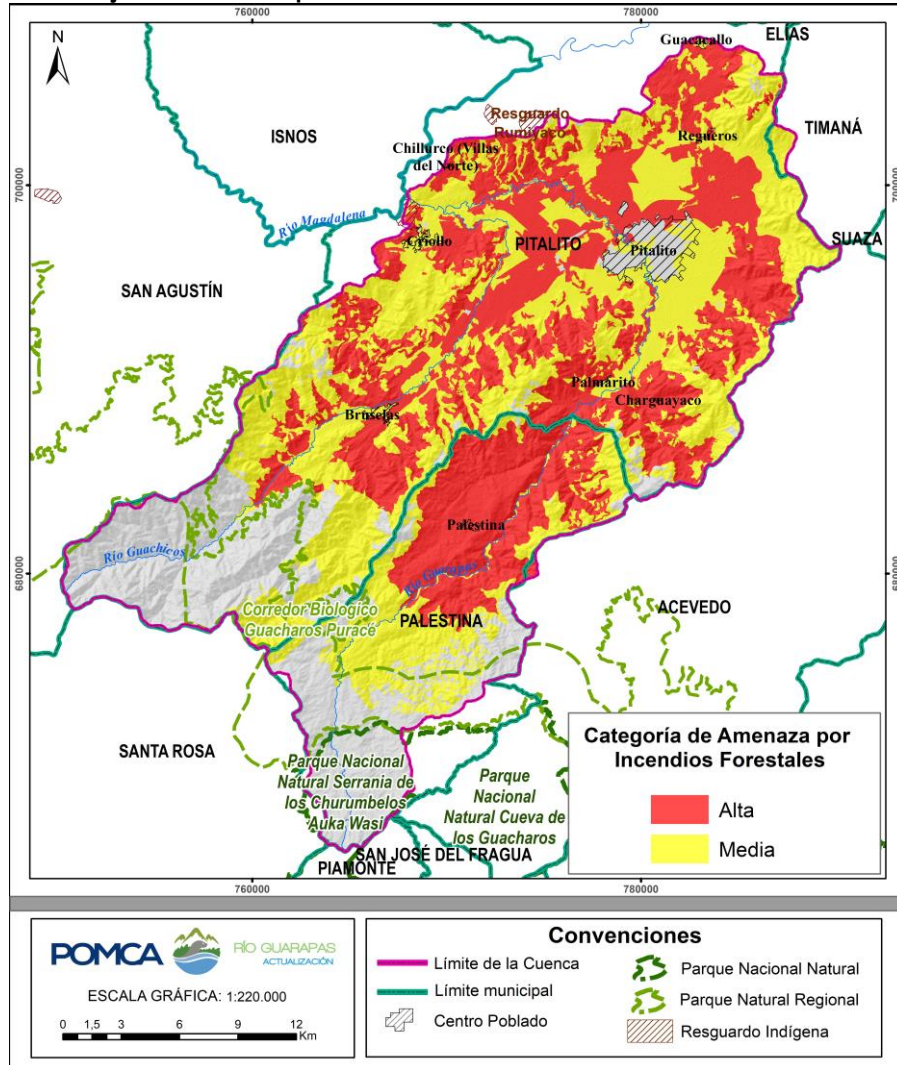 760000
780000
N
ELIAS
Guacacallo
ISNOS
Resguardo
Rumiyaco
TIMANÁ
Regueros
Chillurco (Villas
del Norte)
700000
700000
Río Magdalena
SUAZA
Criollo
PITALITO
Pitalito
SAN AGUSTÍN
Palmarito
Charguayaco
Bruselas
Palestina
Río Guachicos
680000
Río Guarapas
680000
ACEVEDO
Corredor Biologico
Guacharos Puracé
PALESTINA
SANTA ROSA
Parque Nacional
Natural Serrania de
los Churumbelos
Auka Wasi
Parque
Nacional
Natural Cueva de
los Guacharos
SAN JOSÉ DEL FRAGUA
PIAMONTE
Categoría de Amenaza por
Incendios Forestales
Alta
Media
760000
780000
POMCA
RÍO GUARAPAS
ACTUALIZACIÓN
ESCALA GRÁFICA: 1:220.000
0 1,5 3 6 9 12
Km
Convenciones
Límite de la Cuenca
Límite municipal
Centro Poblado
Parque Nacional Natural
Parque Natural Regional
Resguardo Indígena